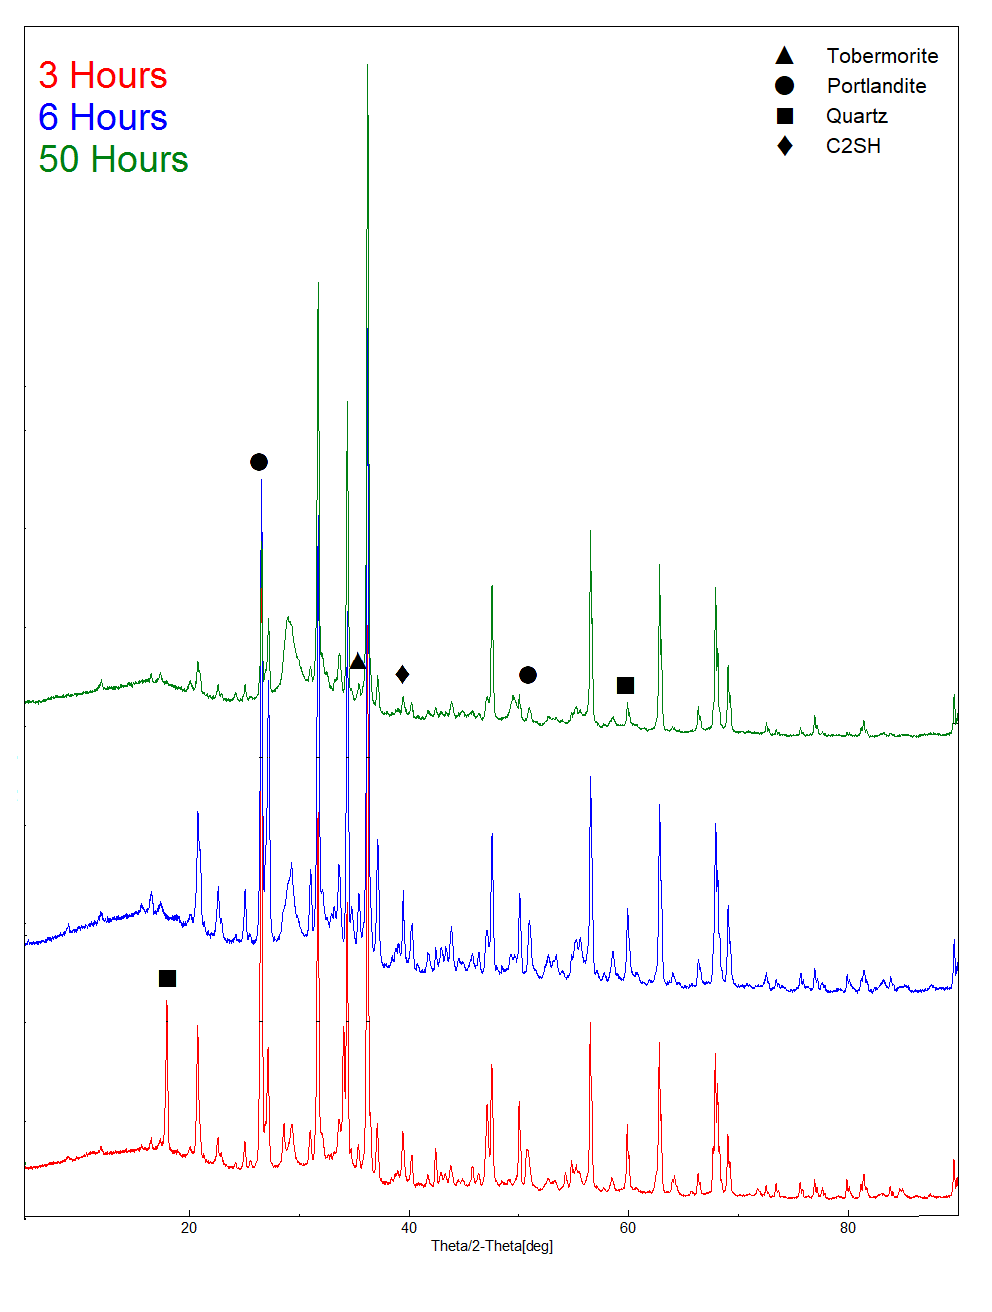 3 Hours
6 Hours
50 Hours
Tobermorite
Portlandite
Quartz
C2SH
20 40 60 80
Theta/2-Theta[deg]